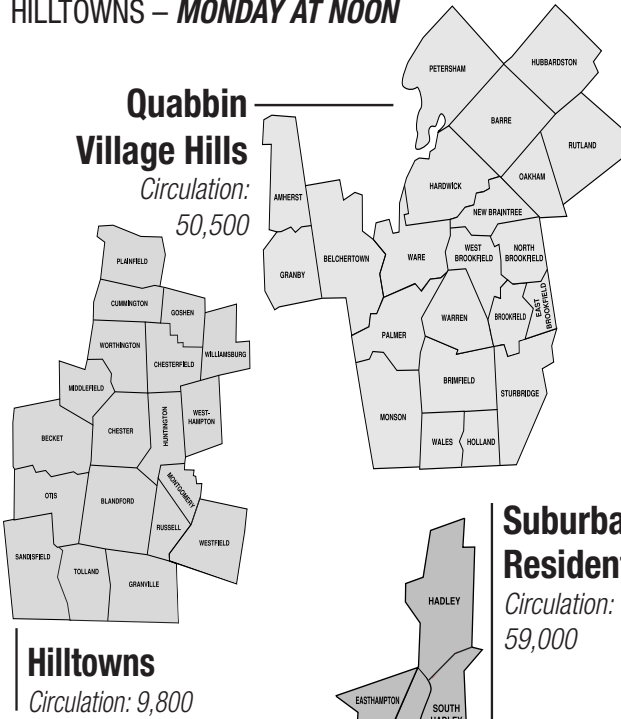 HILLTOWNS – MONDAY AT NOON
Quabbin
Village Hills
Circulation:
50,500
PETERSHAM
HUBBARDSTON
BARRE
RUTLAND
HARDWICK
OAKHAM
NEW BRAINTREE
AMHERST
GRANBY
BELCHERTOWN
WARE
WEST
BROOKFIELD
NORTH
BROOKFIELD
WARREN
BROOKFIELD
EAST
BROOKFIELD
PALMER
BRIMFIELD
STURBRIDGE
MONSON
WALES
HOLLAND
PLAINFIELD
CUMMINGTON
GOSHEN
WORTHINGTON
CHESTERFIELD
WILLIAMSBURG
MIDDLEFIELD
BECKET
CHESTER
HUNTINGTON
WEST-
HAMPTON
OTIS
BLANDFORD
MONTGOMERY
RUSSELL
WESTFIELD
SANDISFIELD
TOLLAND
GRANVILLE
Hilltowns
Circulation: 9,800
Suburba
Residen
Circulation:
59,000
HADLEY
EASTHAMPTON
SOUTH
HADLEY